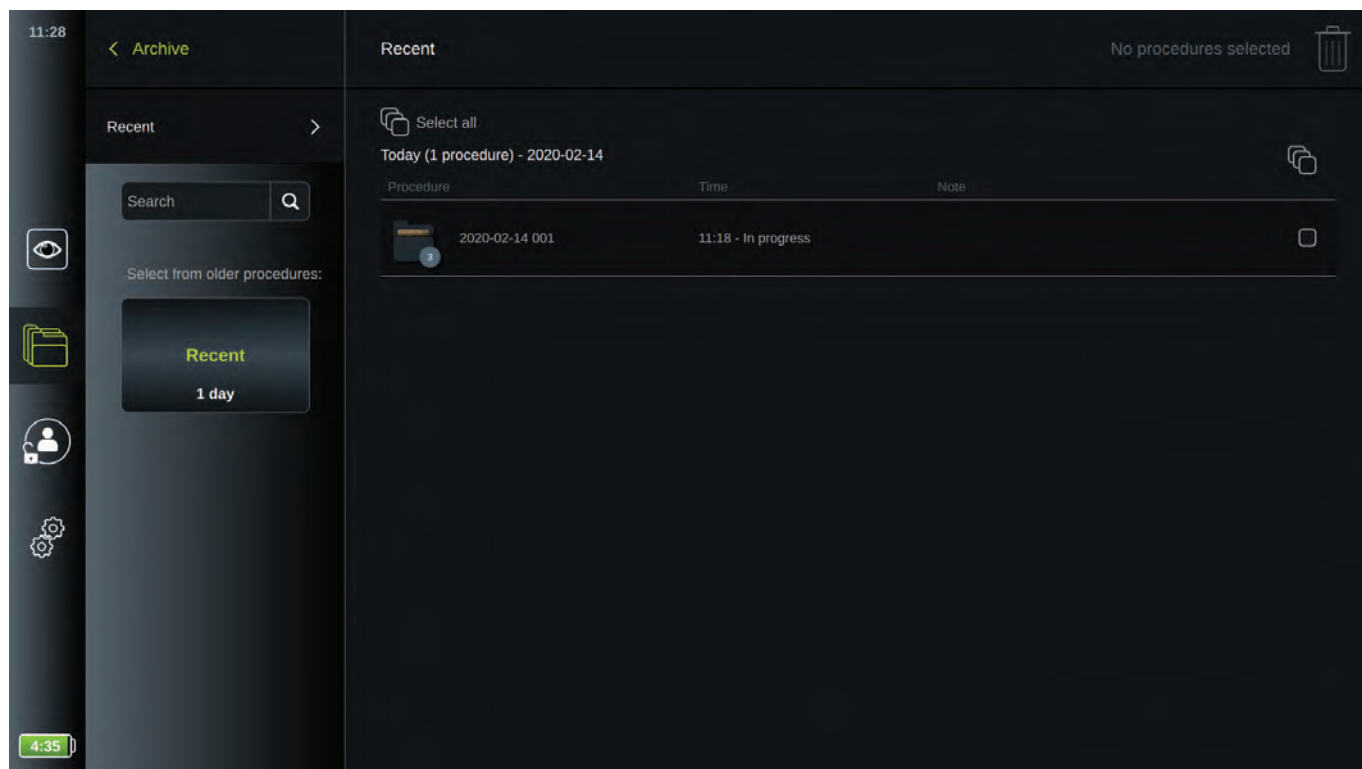 11:28
Archive
Recent
No procedures selected
Recent
Select all
Today (1 procedure) - 2020-02-14
Procedure Time Note
Search
2020-02-14 001 11:18 - In progress
3
Select from older procedures:
Recent
1 day
4:35